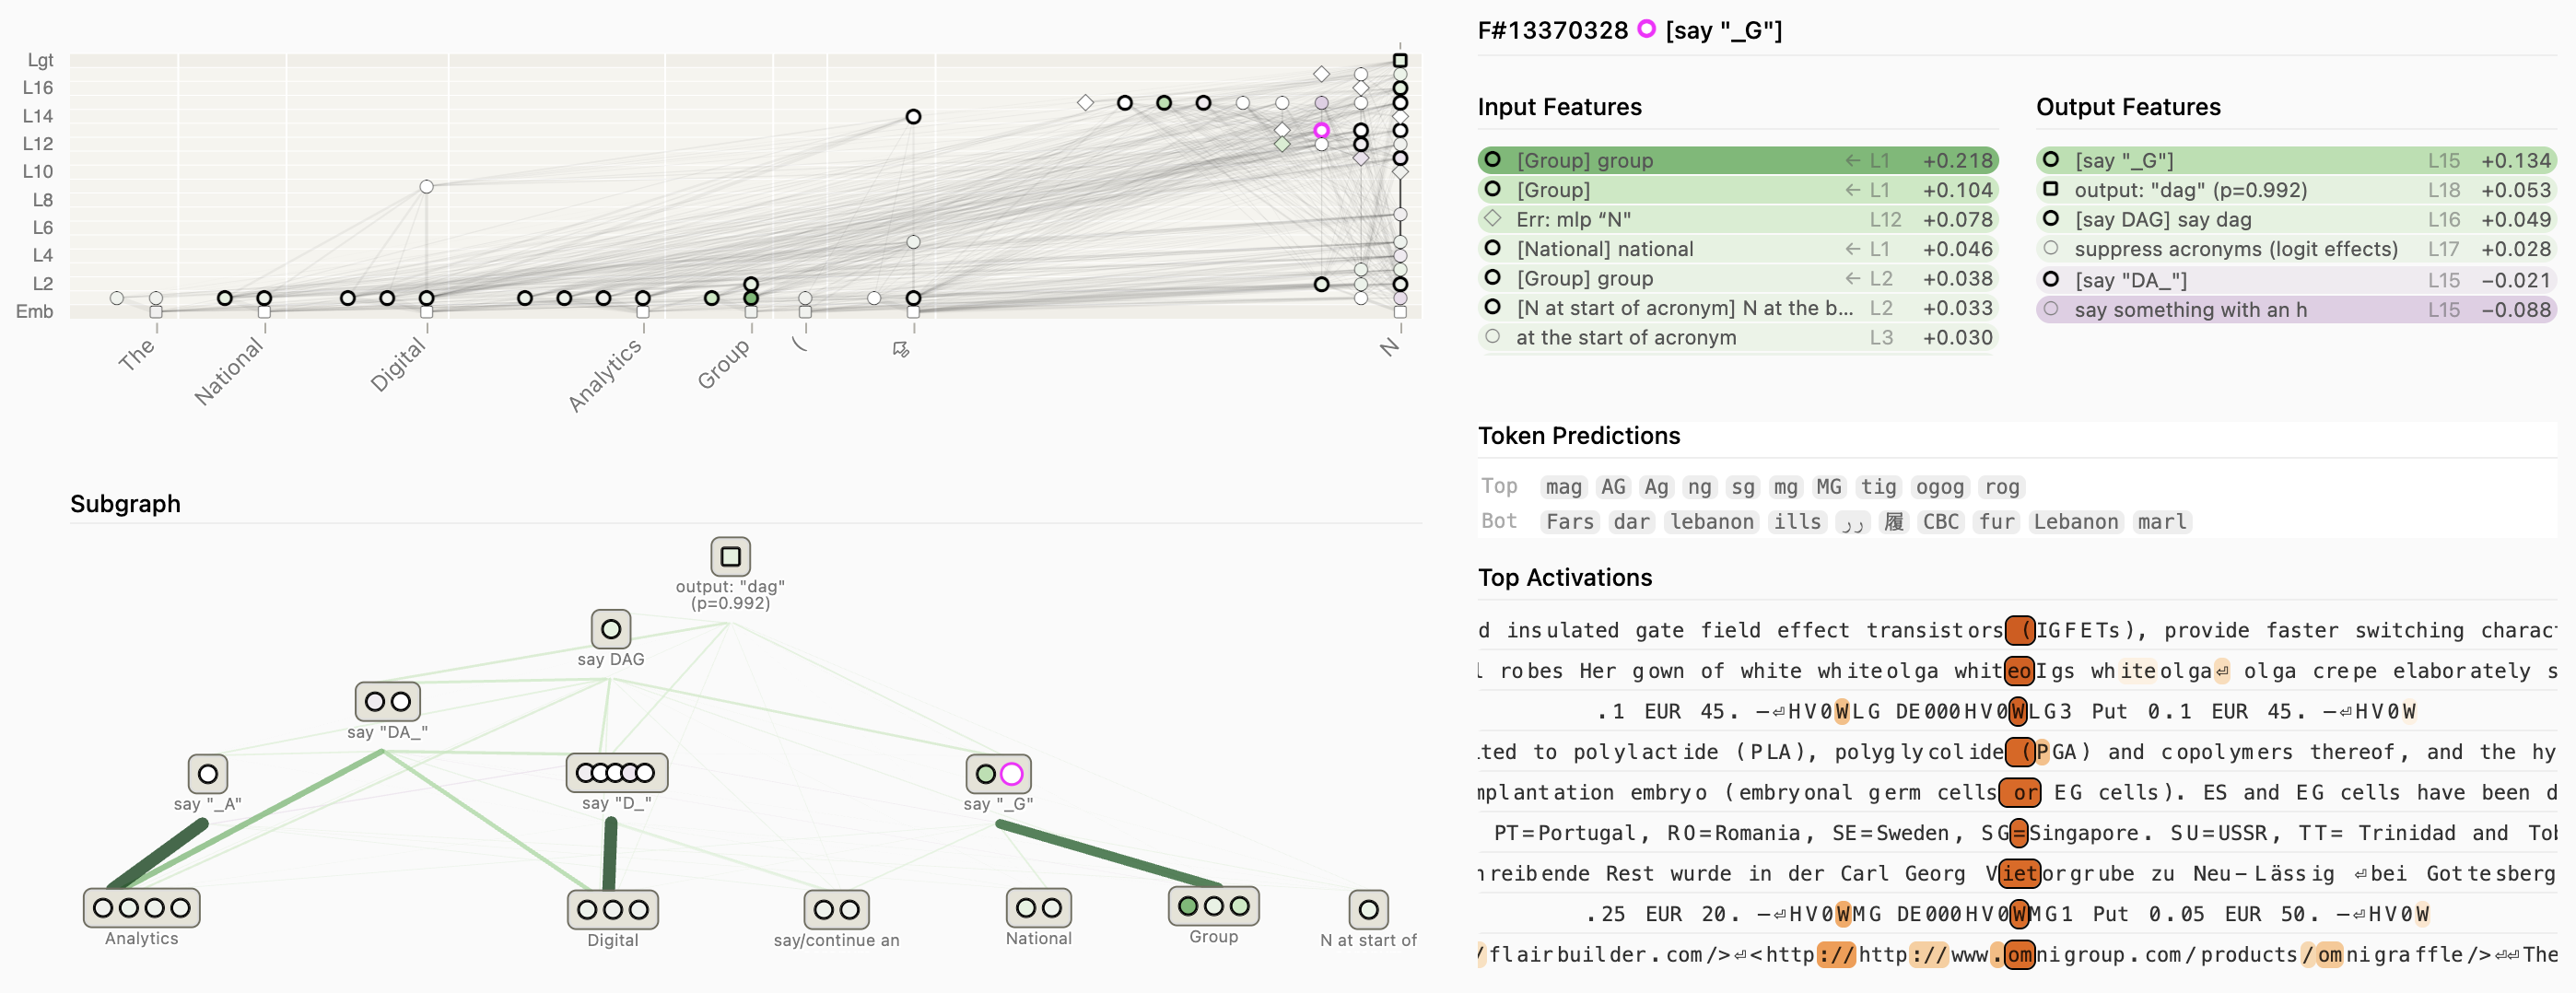 F#13370328 [say "_G"]
Lgt
L16
L14
L12
L10
L8
L6
L4
L2
Emb
The National Digital Analytics Group ( N
Input Features
[Group] group ← L1 +0.218
[Group] ← L1 +0.104
Err: mlp “N" L12 +0.078
[National] national ← L1 +0.046
[Group] group ← L2 +0.038
[N at start of acronym] N at the b... L2 +0.033
at the start of acronym L3 +0.030
Output Features
[say "_G"] L15 +0.134
output: "dag" (p=0.992) L18 +0.053
[say DAG] say dag L16 +0.049
suppress acronyms (logit effects) L17 +0.028
[say "DA_"] L15 −0.021
say something with an h L15 −0.088
Subgraph
output: "dag"
(p=0.992)
say DAG
say "DA_"
say "_A" say "D_" say "_G"
Analytics Digital say/continue an National Group N at start of
Token Predictions
Top mag AG Ag ng sg mg MG tig ogog rog
Bot Fars dar lebanon ills رر 履 CBC fur Lebanon marl
Top Activations
d insulated gate field effect transistors (IGFETs), provide faster switching charac
l robes Her gown of white whiteolga whiteoIgs whiteolga⏎ olga crepe elaborately s
.1 EUR 45. —⏎HV0WLG DE000HV0WLG3 Put 0.1 EUR 45. —⏎HV0W
ted to polylactide (PLA), polyglycolide (PGA) and copolymers thereof, and the hy
mplantation embryo (embryonal germ cells or EG cells). ES and EG cells have been d
PT=Portugal, RO=Romania, SE=Sweden, SG=Singapore. SU=USSR, TT= Trinidad and Tob
hreibende Rest wurde in der Carl Georg Vietorgrube zu Neu-Lässig ⏎bei Gottesberg
.25 EUR 20. —⏎HV0WMG DE000HV0WMG1 Put 0.05 EUR 50. —⏎HV0W
/flairbuilder.com/>⏎<http://http://www.omnigroup.com/products/omnigraffle/>⏎⏎The